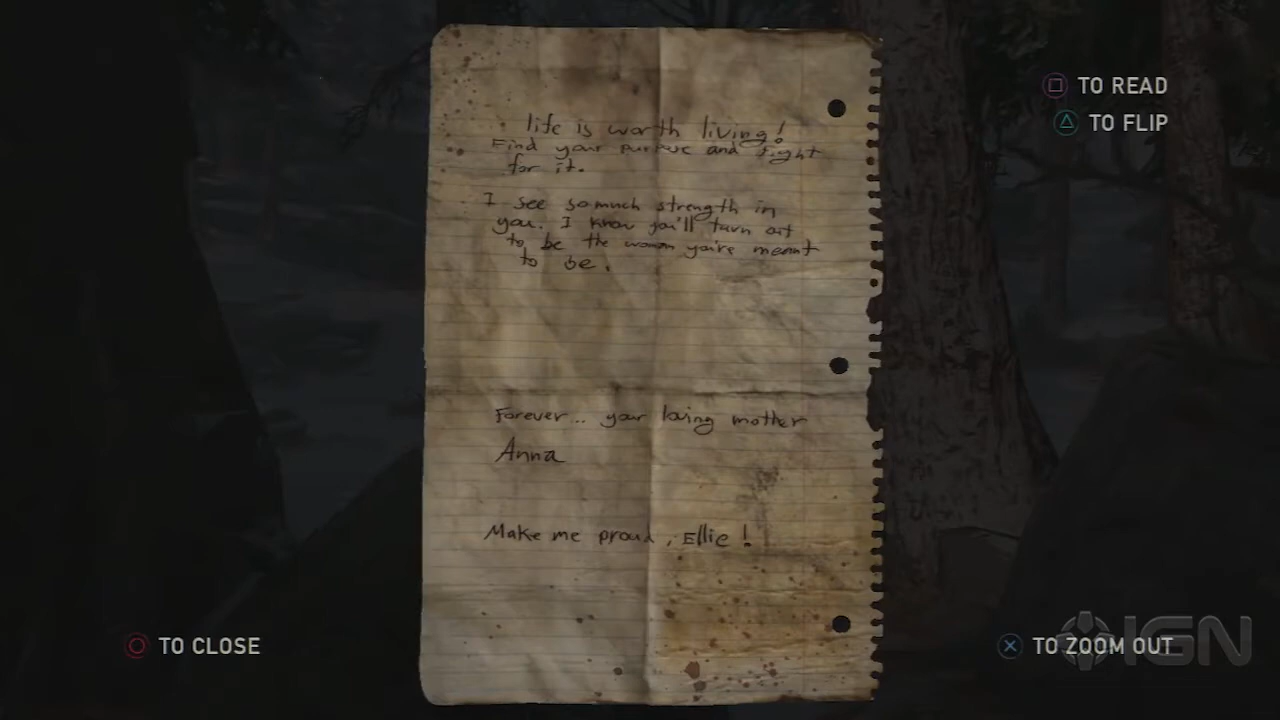 TO READ
TO FLIP
life is worth living!
Find your purpose and fight
for it.
I see so much strength in
you. I know you'll turn out
to be the woman you're meant
to be.
Forever... your loving mother
Anna
Make me proud, Ellie!
TO CLOSE
TO ZOOM OUT
IGN